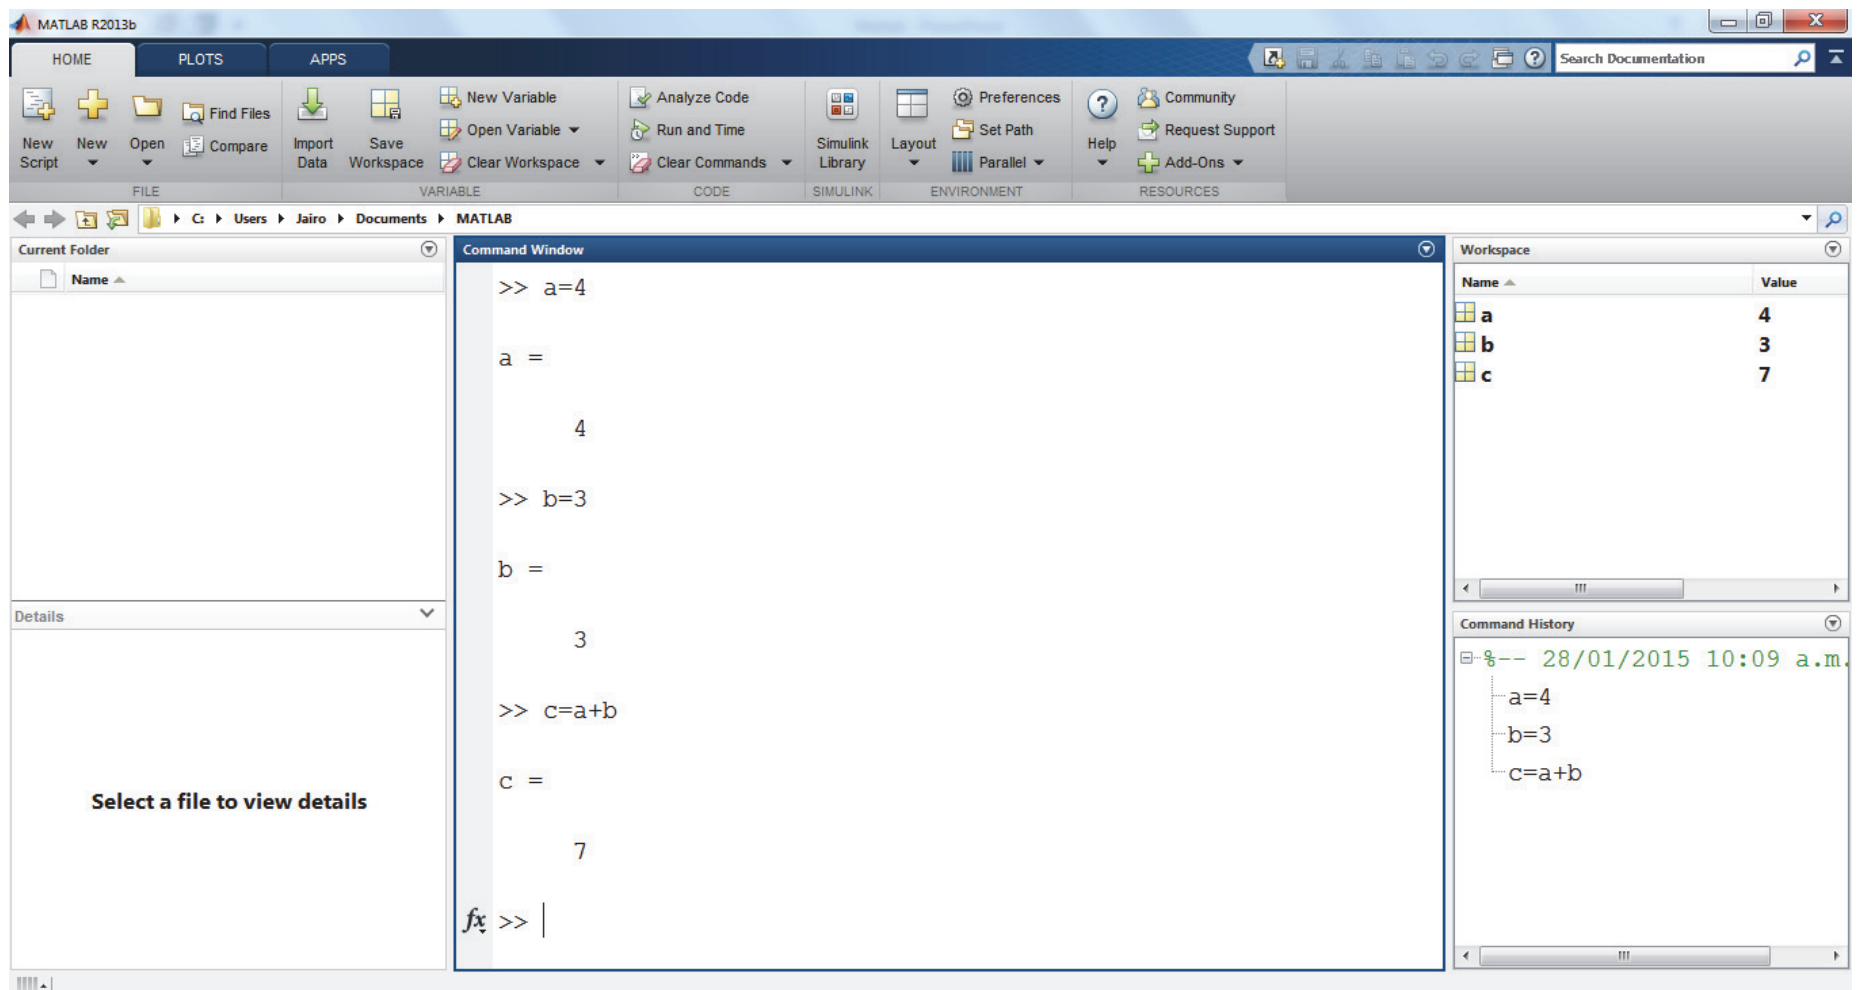 MATLAB R2013b
HOME PLOTS APPS
Search Documentation
New Script
New
Open
Find Files
Compare
Import Data
Save Workspace
New Variable
Open Variable
Clear Workspace
Analyze Code
Run and Time
Clear Commands
Simulink Library
Layout
Preferences
Set Path
Parallel
Help
Community
Request Support
Add-Ons
FILE VARIABLE CODE SIMULINK ENVIRONMENT RESOURCES
C: Users Jairo Documents MATLAB
Current Folder
Name
Details
Select a file to view details
Command Window
>> a=4
a =
4
>> b=3
b =
3
>> c=a+b
c =
7
fx >>
Workspace
Name Value
a 4
b 3
c 7
Command History
%-- 28/01/2015 10:09 a.m.
a=4
b=3
c=a+b